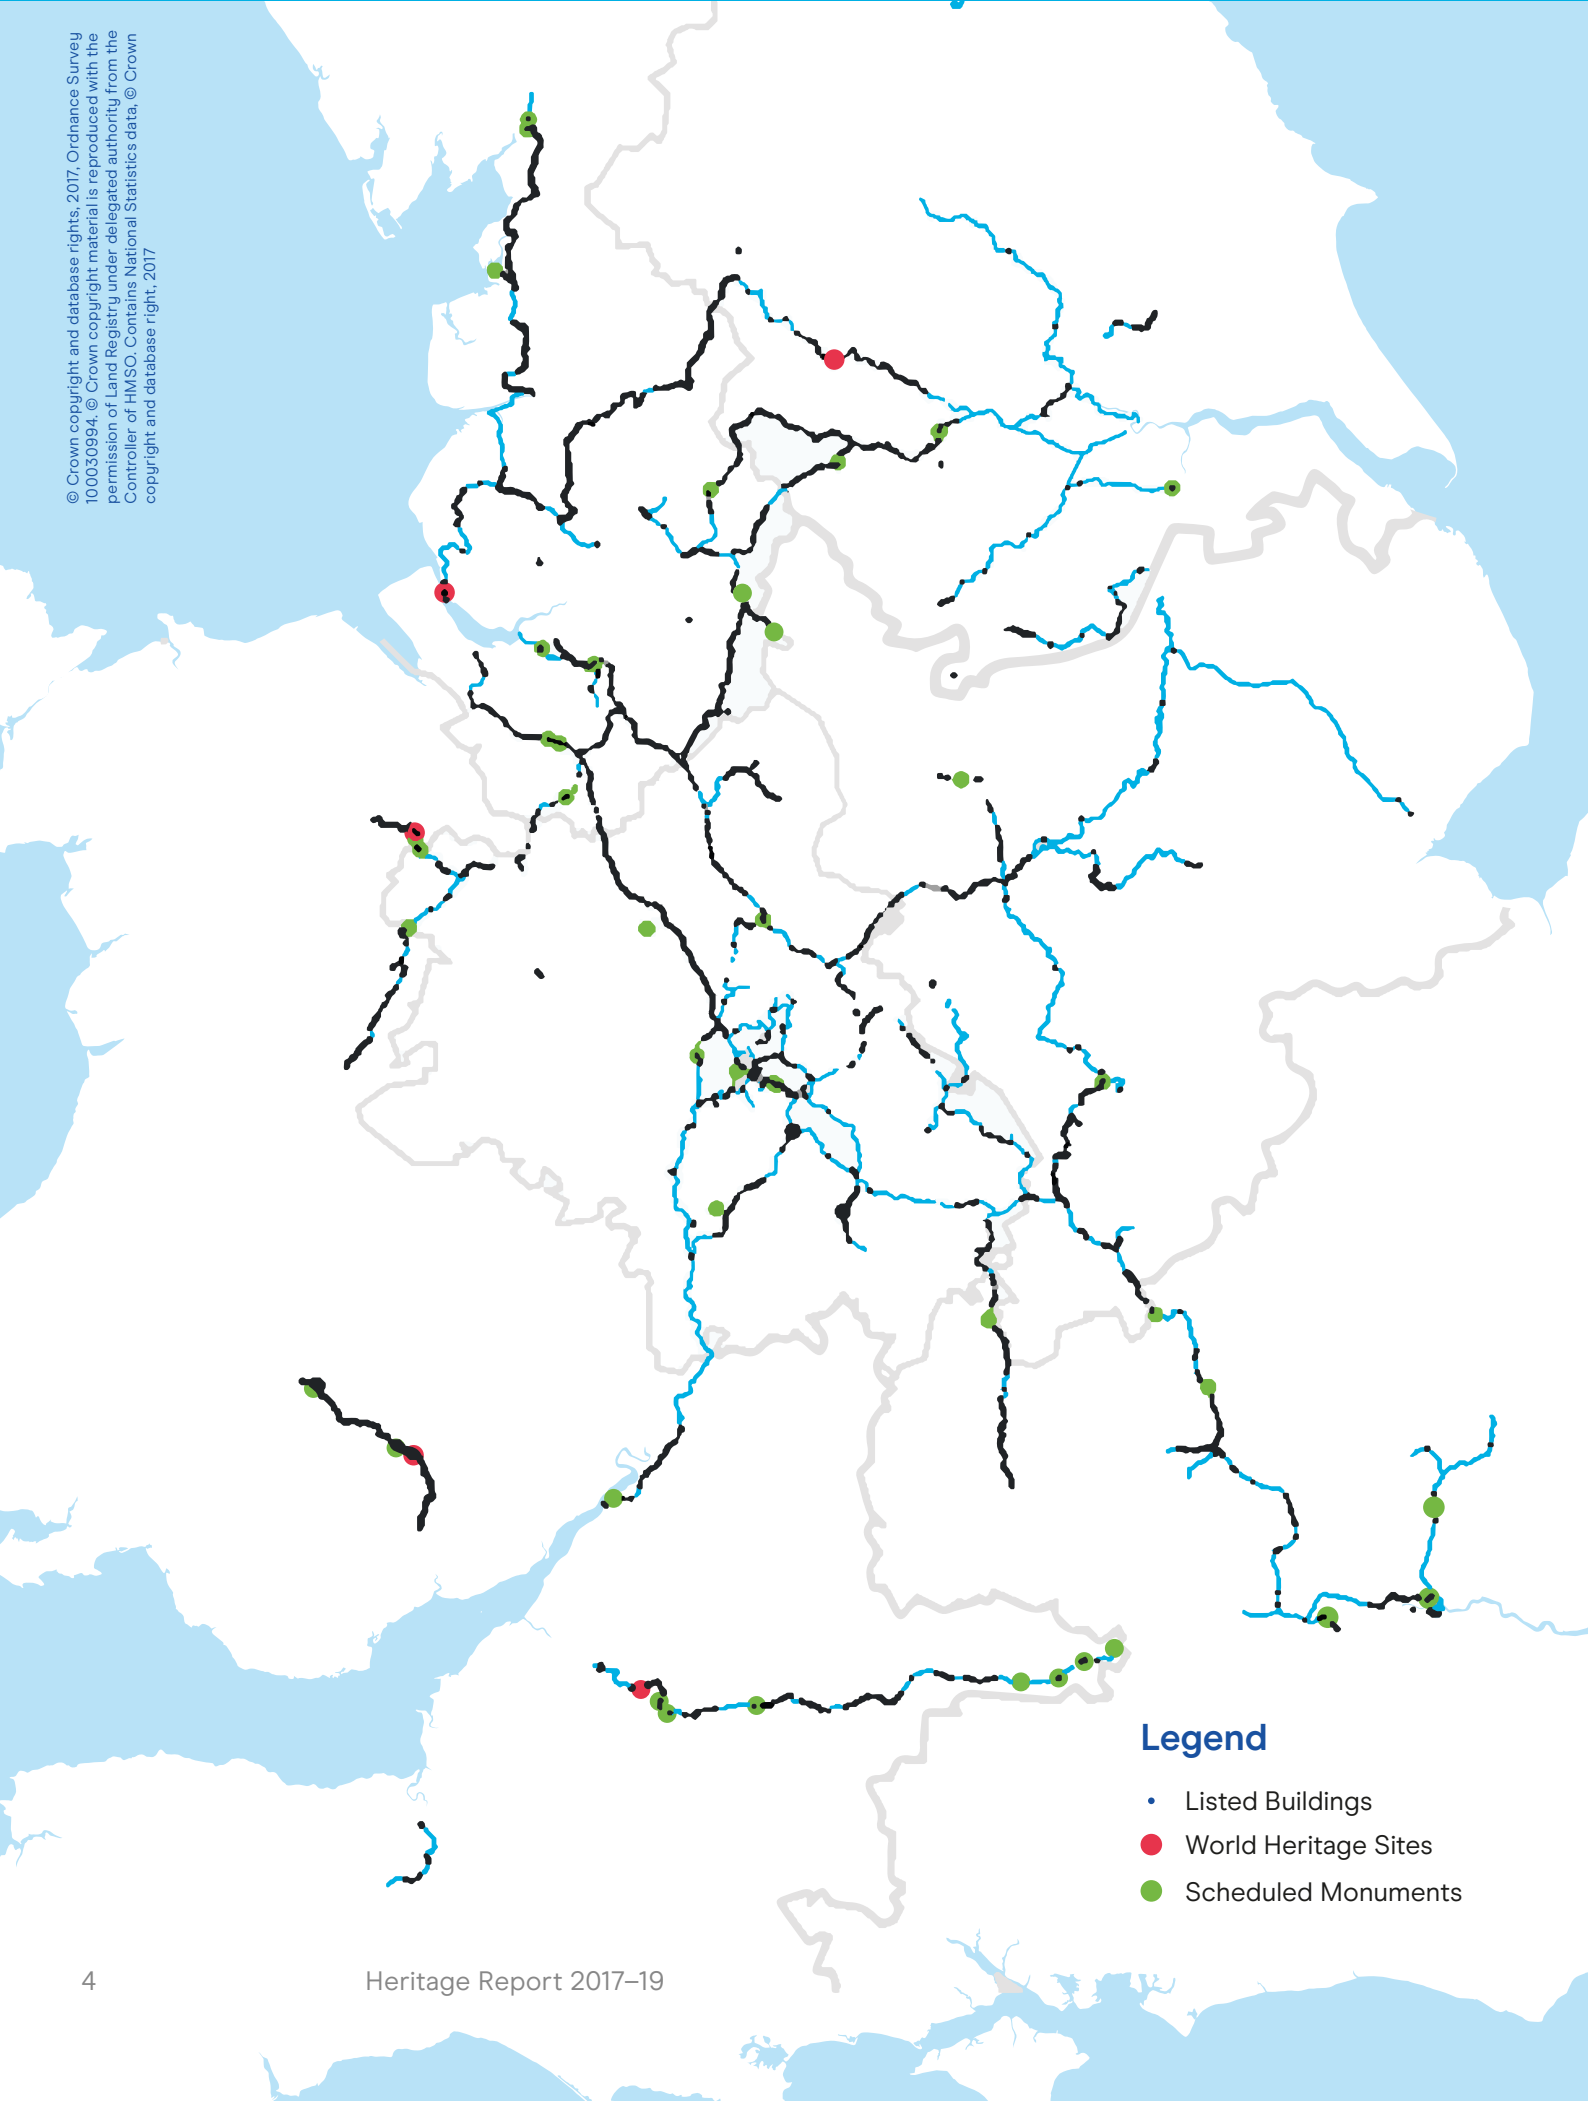 © Crown copyright and database rights, 2017, Ordnance Survey
100030994. © Crown copyright material is reproduced with the
permission of Land Registry under delegated authority from the
Controller of HMSO. Contains National Statistics data, © Crown
copyright and database right, 2017
Legend
Listed Buildings
World Heritage Sites
Scheduled Monuments
4
Heritage Report 2017–19